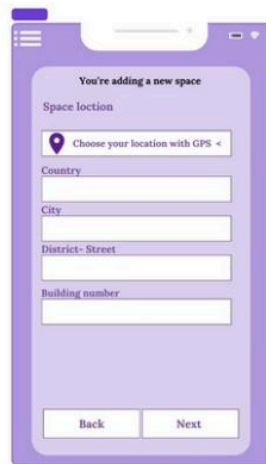 You're adding a new space
Space loction
Choose your location with GPS <
Country
City
District- Street
Building number
Back
Next